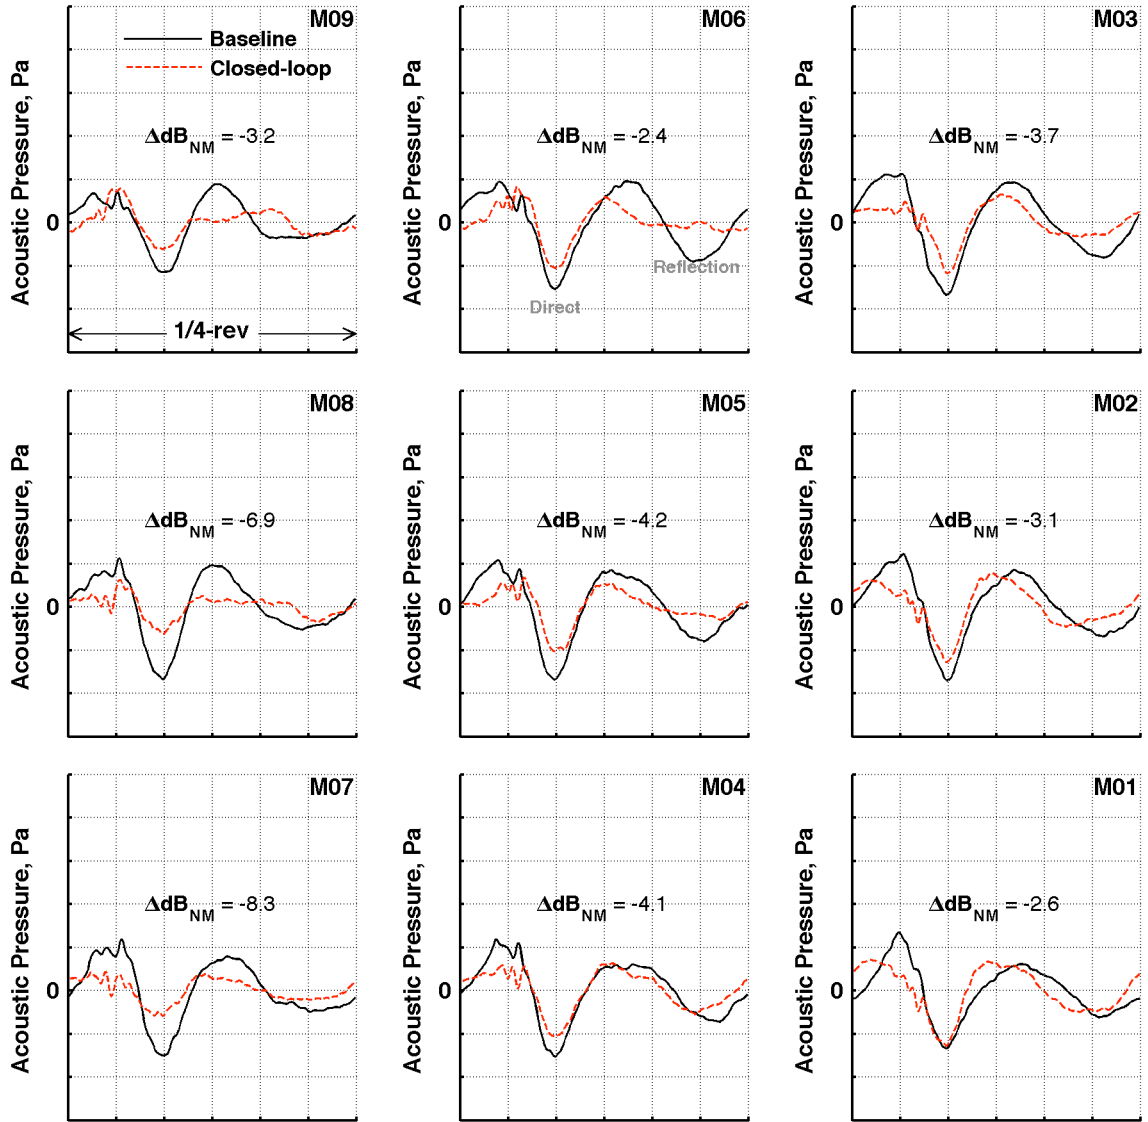 M09
Baseline
Closed-loop
ΔdB_NM = -3.2
Acoustic Pressure, Pa
0
1/4-rev
M06
ΔdB_NM = -2.4
Acoustic Pressure, Pa
0
Reflection
Direct
M03
ΔdB_NM = -3.7
Acoustic Pressure, Pa
0
M08
ΔdB_NM = -6.9
Acoustic Pressure, Pa
0
M05
ΔdB_NM = -4.2
Acoustic Pressure, Pa
0
M02
ΔdB_NM = -3.1
Acoustic Pressure, Pa
0
M07
ΔdB_NM = -8.3
Acoustic Pressure, Pa
0
M04
ΔdB_NM = -4.1
Acoustic Pressure, Pa
0
M01
ΔdB_NM = -2.6
Acoustic Pressure, Pa
0